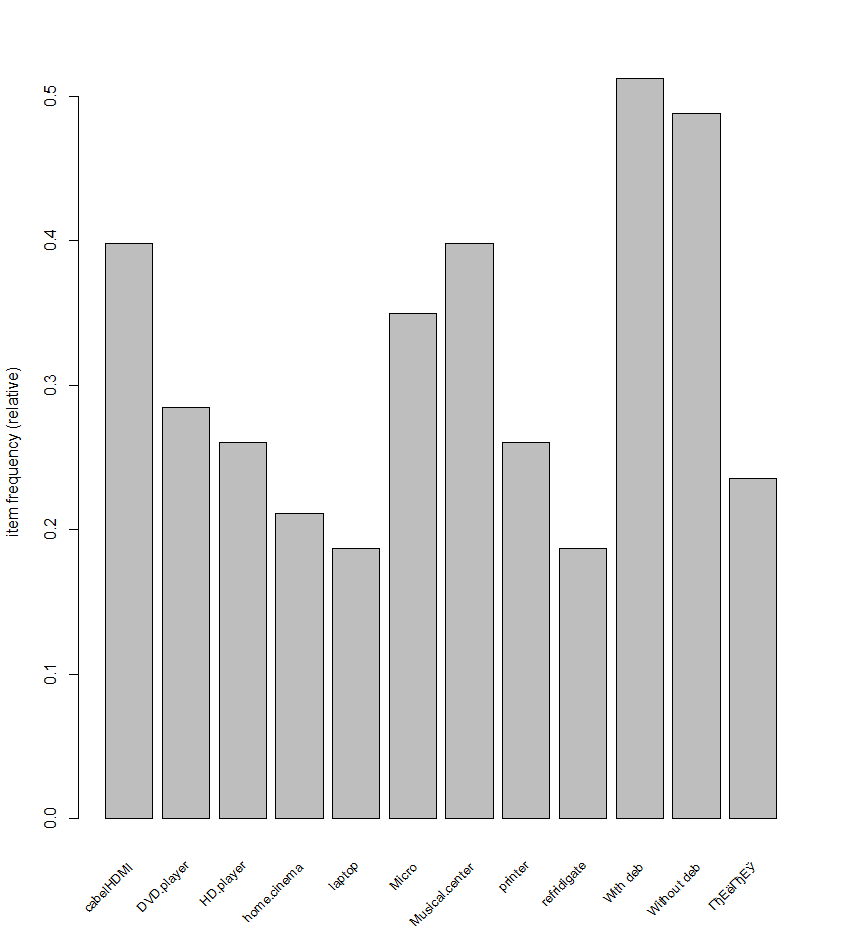 item frequency (relative)
0.5
0.4
0.3
0.2
0.1
0.0
cabelHDMI
DVD.player
HD.player
home.cinema
laptop
Micro
Musical.center
printer
refridigate
With deb
Without deb